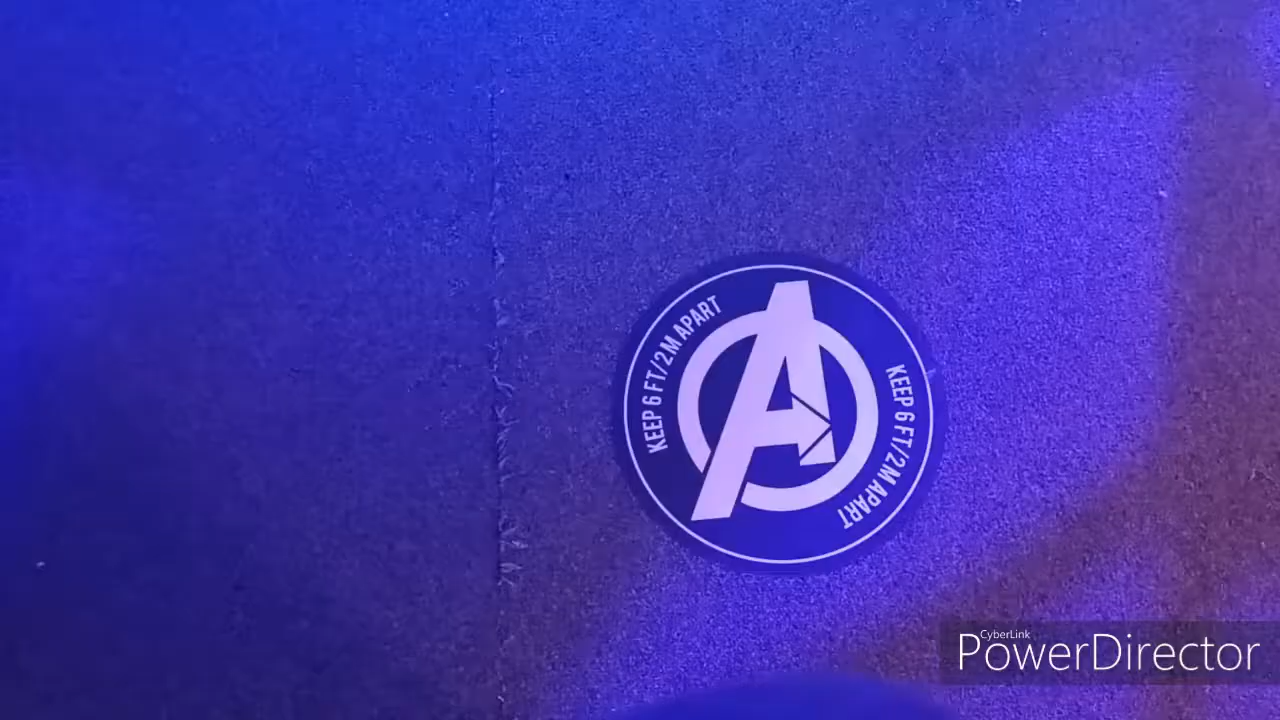 KEEP 6 FT/2M APART
A
KEEP 6 FT/2M APART
CyberLink
PowerDirector